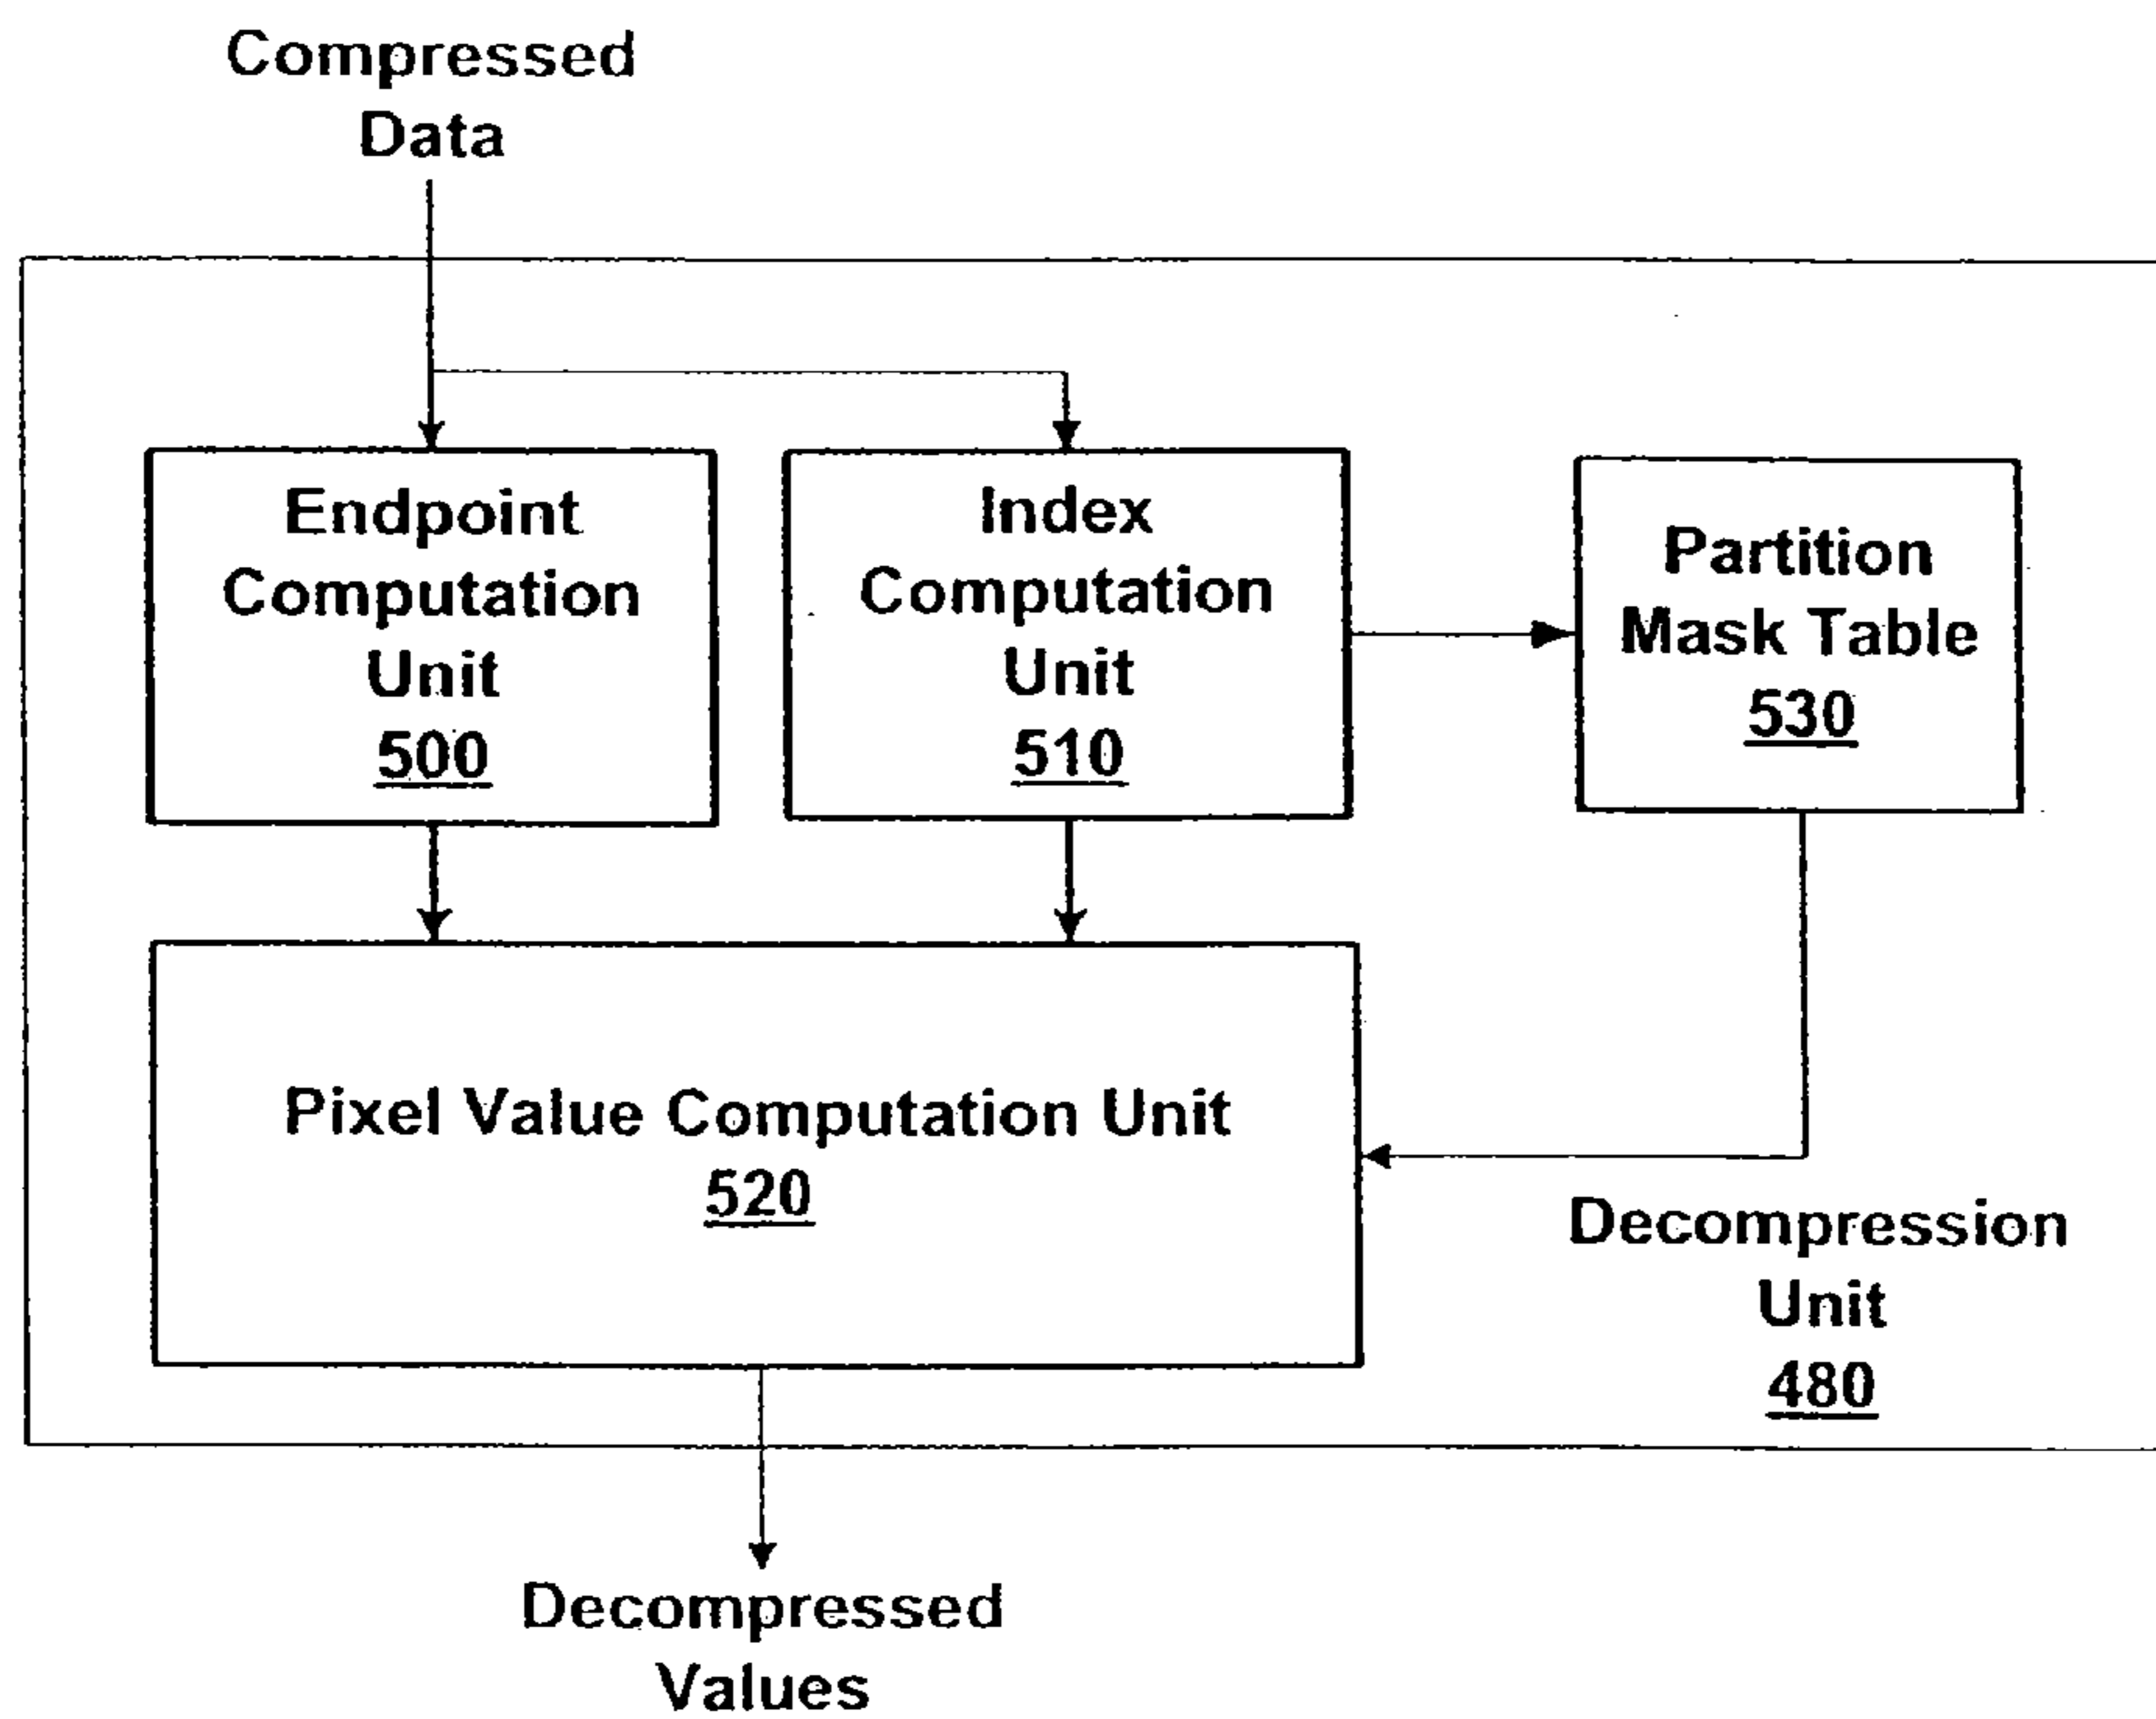 Compressed
Data
Endpoint
Computation
Unit
500
Index
Computation
Unit
510
Partition
Mask Table
530
Pixel Value Computation Unit
520
Decompression
Unit
480
Decompressed
Values